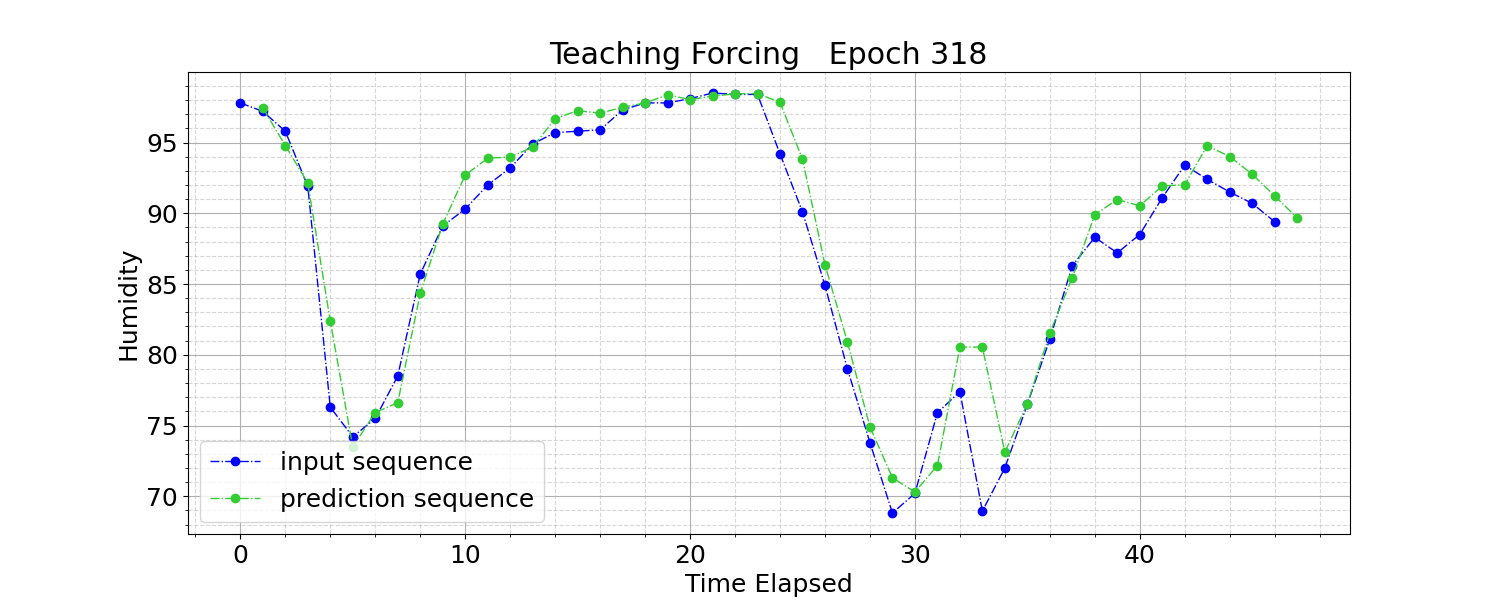 Teaching Forcing   Epoch 318
Humidity
95
90
85
80
75
70
input sequence
prediction sequence
0 10 20 30 40
Time Elapsed